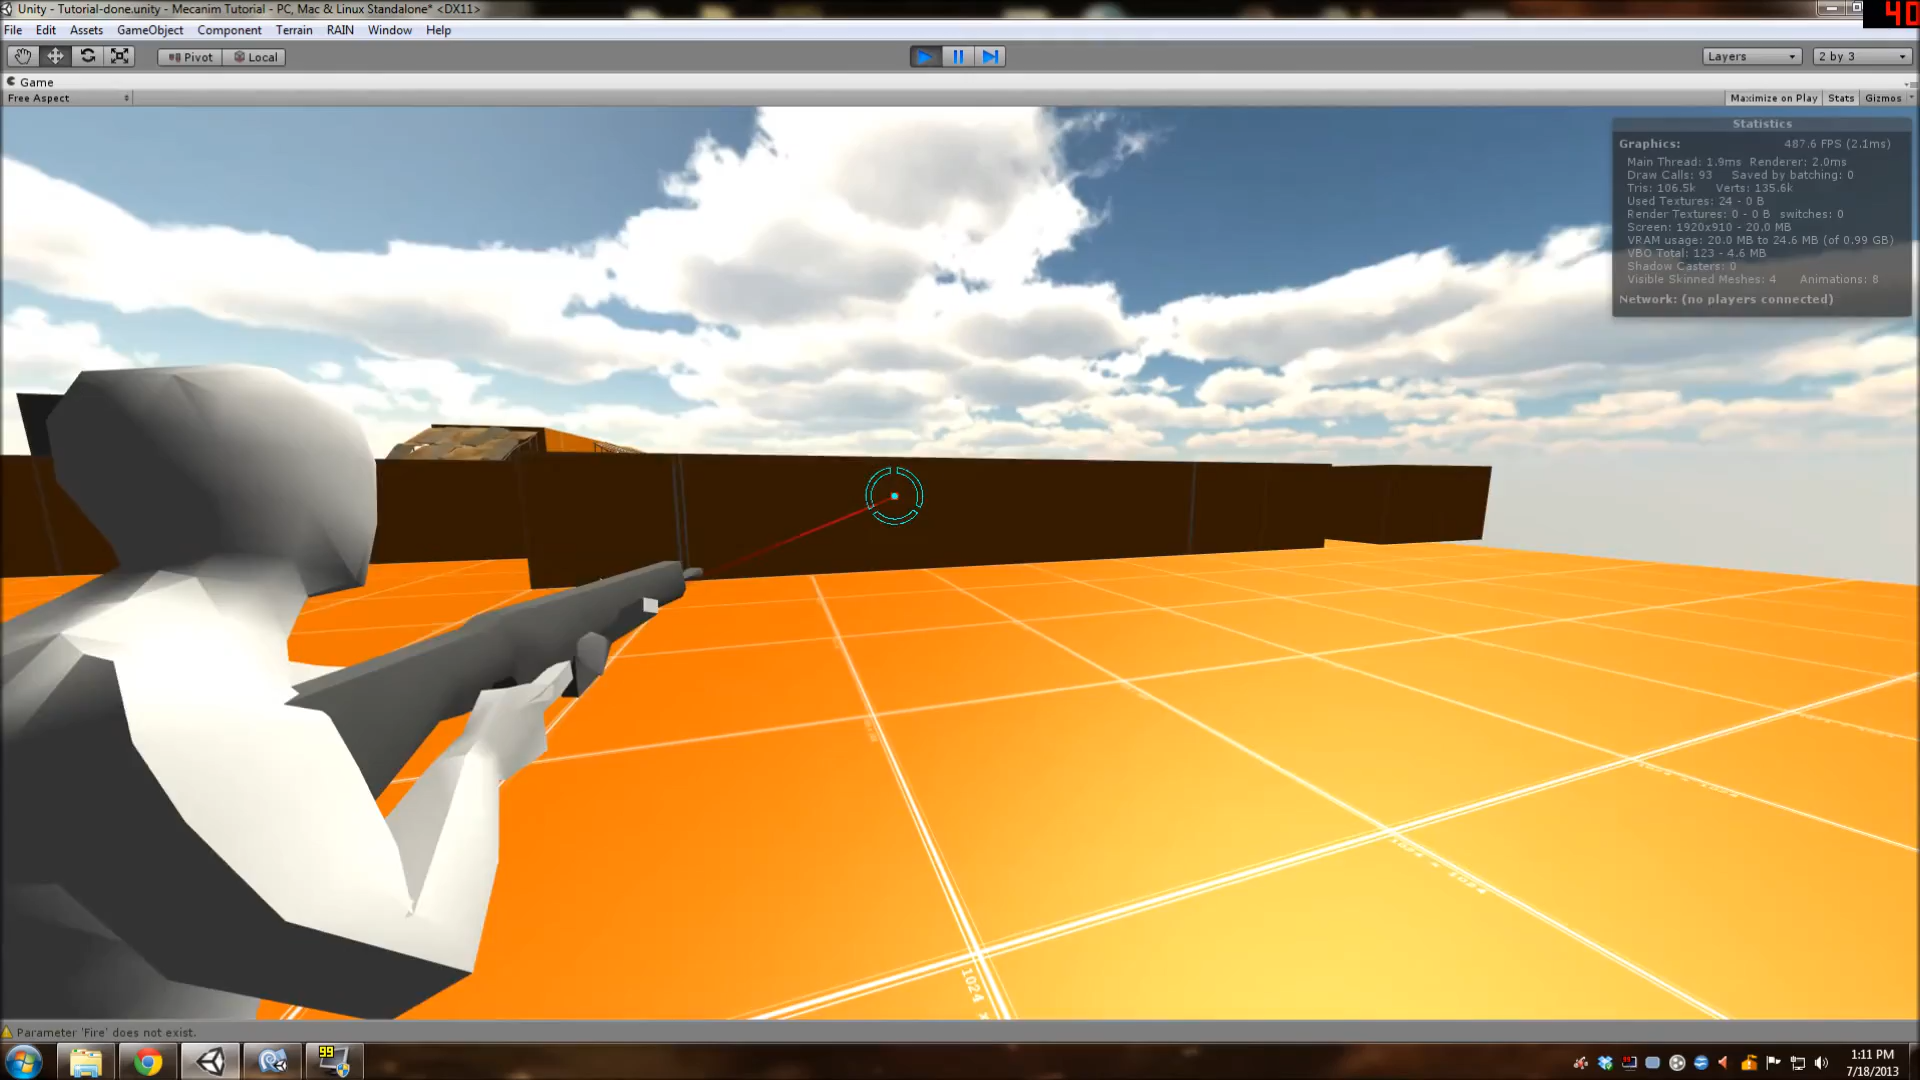 Unity - Tutorial-done.unity - Mecanim Tutorial - PC, Mac & Linux Standalone* <DX11>
40
File Edit Assets GameObject Component Terrain RAIN Window Help
Pivot Local Layers 2 by 3
Game
Free Aspect Maximize on Play Stats Gizmos
Statistics
Graphics: 487.6 FPS (2.1ms)
Main Thread: 1.9ms Renderer: 2.0ms
Draw Calls: 93 Saved by batching: 0
Tris: 106.5k Verts: 135.6k
Used Textures: 24 - 0 B
Render Textures: 0 - 0 B switches: 0
Screen: 1920x910 - 20.0 MB
VRAM usage: 20.0 MB to 24.6 MB (of 0.99 GB)
VBO Total: 123 - 4.6 MB
Shadow Casters: 0
Visible Skinned Meshes: 4 Animations: 8
Network: (no players connected)
1024 x 1024
1024 x
Parameter 'Fire' does not exist.
99
1:11 PM
7/18/2013